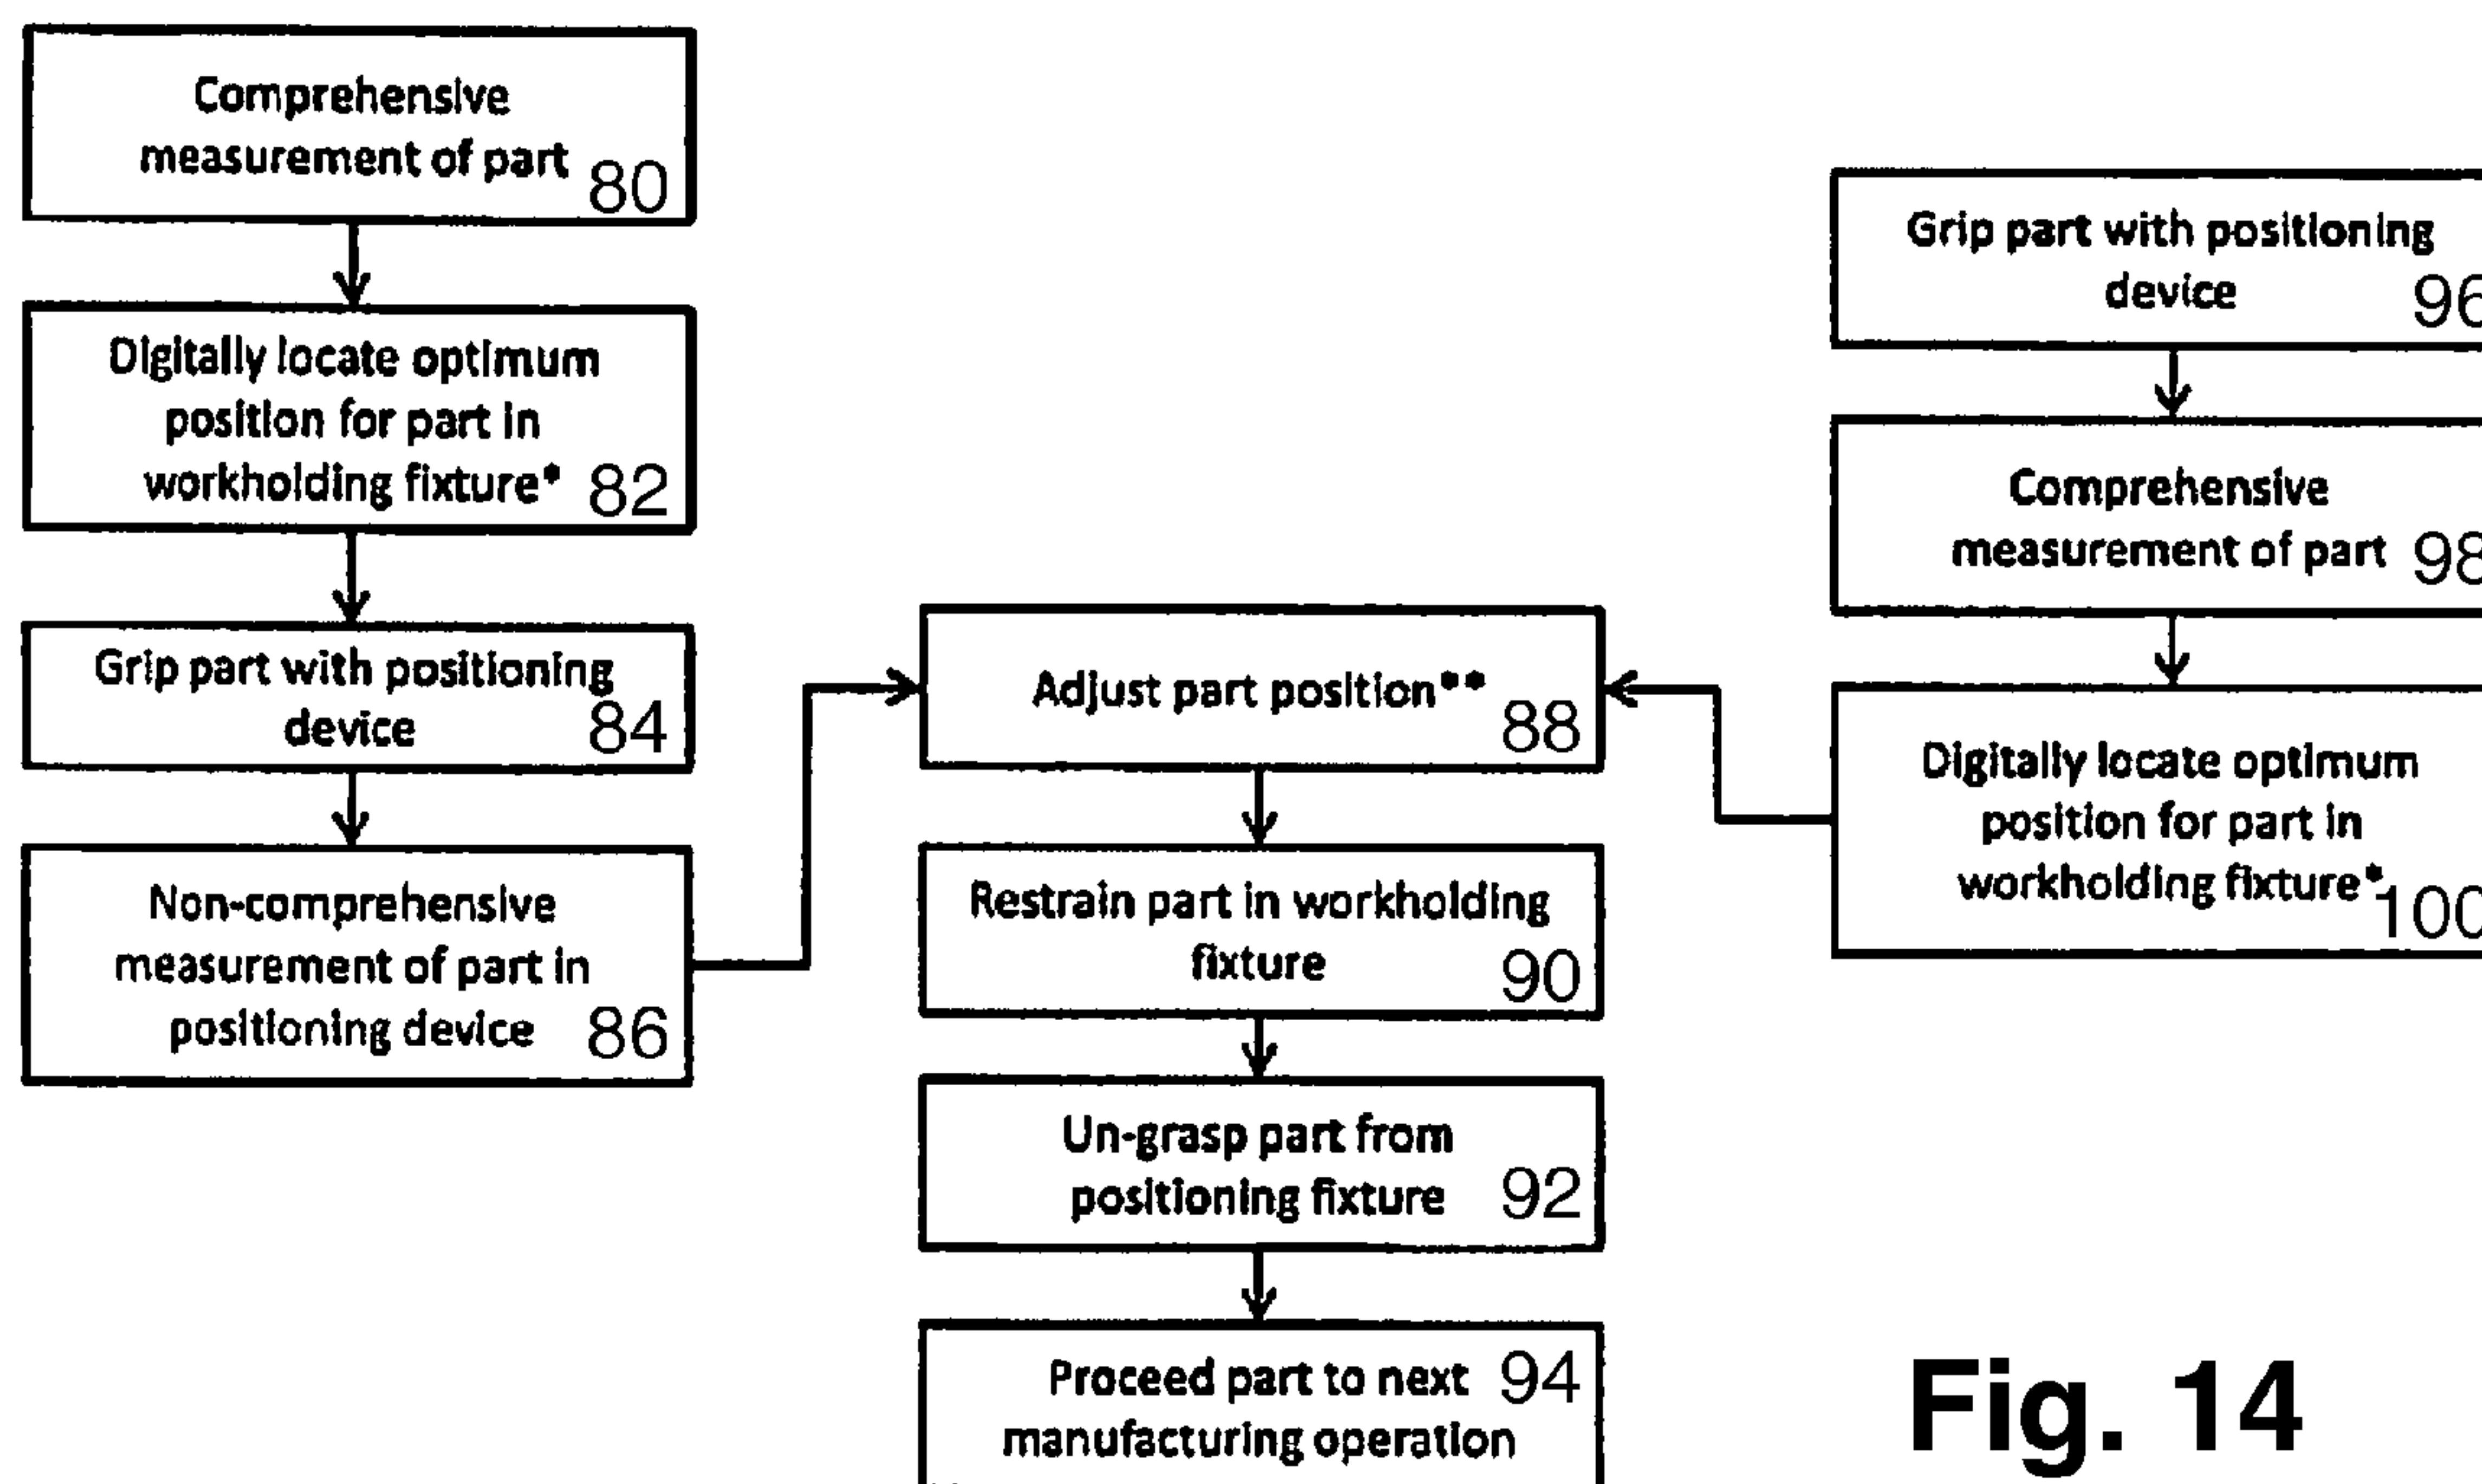 Comprehensive
measurement of part 80
Digitally locate optimum
position for part in
workholding fixture* 82
Grip part with positioning
device 84
Non-comprehensive
measurement of part in
positioning device 86
Adjust part position** 88
Restrain part in workholding
fixture 90
Un-grasp part from
positioning fixture 92
Proceed part to next 94
manufacturing operation
Grip part with positioning
device 96
Comprehensive
measurement of part 98
Digitally locate optimum
position for part in
workholding fixture* 100
Fig. 14